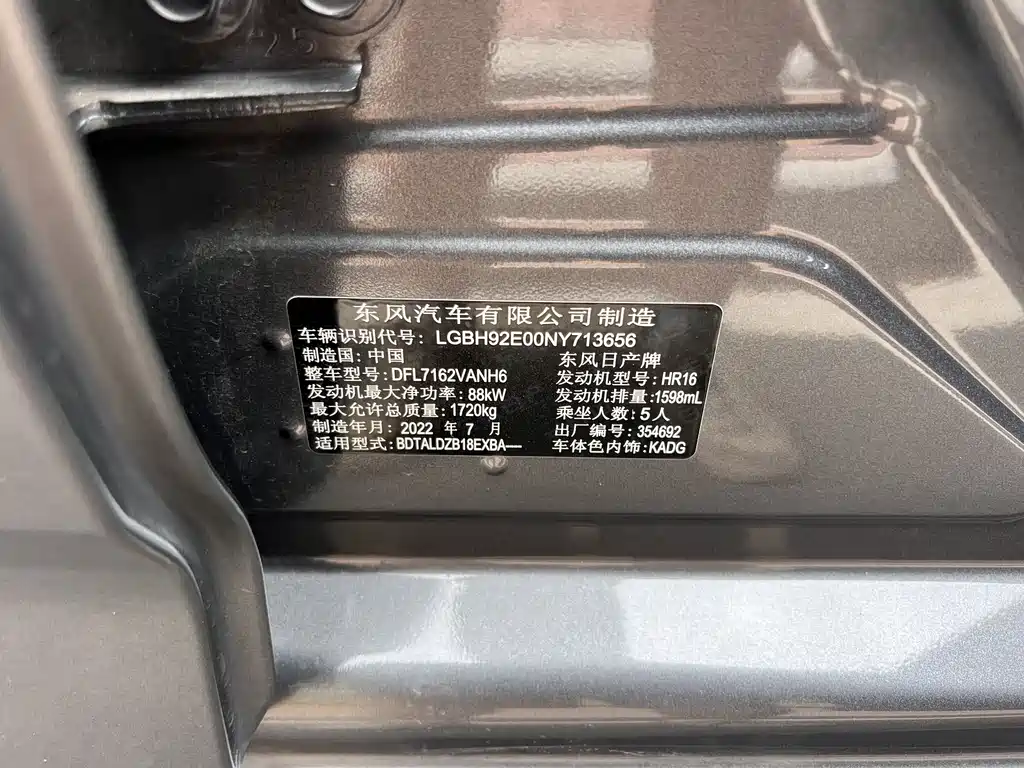 25
东风汽车有限公司制造
车辆识别代号: LGBH92E00NY713656
制造国: 中国 东风日产牌
整车型号: DFL7162VANH6 发动机型号: HR16
发动机最大净功率: 88kW 发动机排量: 1598mL
最大允许总质量: 1720kg 乘坐人数: 5人
制造年月: 2022 年 7 月 出厂编号: 354692
适用型式: BDTALDZB18EXBA── 车体色内饰: KADG